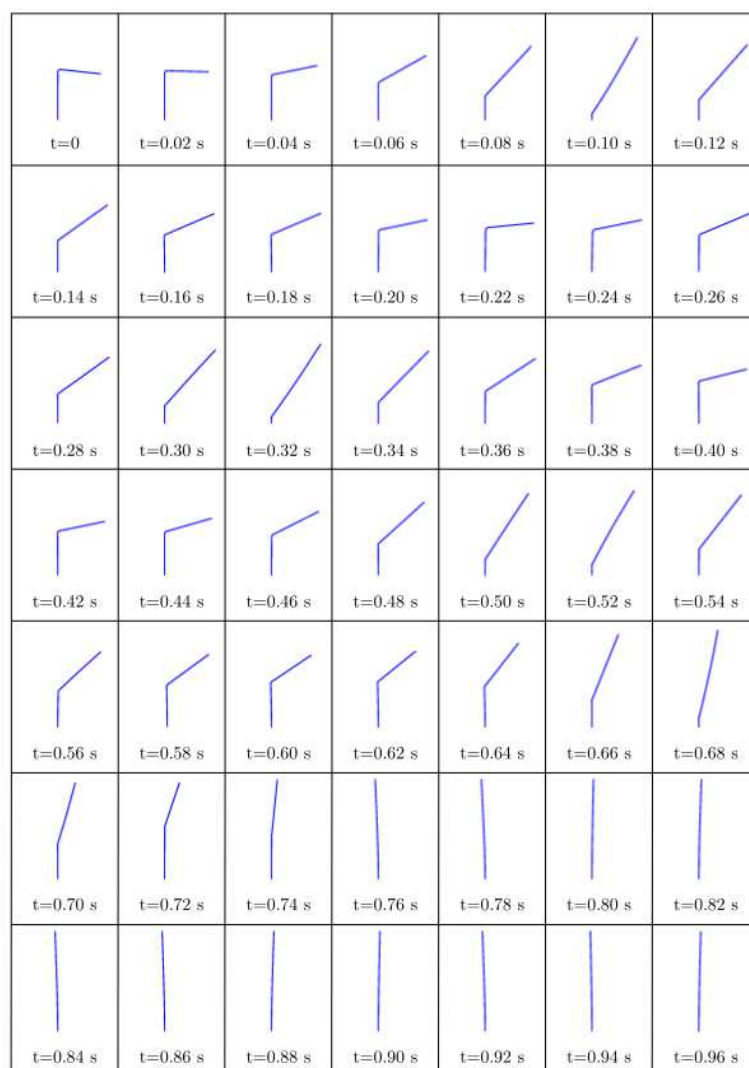 t=0 t=0.02 s t=0.04 s t=0.06 s t=0.08 s t=0.10 s t=0.12 s
t=0.14 s t=0.16 s t=0.18 s t=0.20 s t=0.22 s t=0.24 s t=0.26 s
t=0.28 s t=0.30 s t=0.32 s t=0.34 s t=0.36 s t=0.38 s t=0.40 s
t=0.42 s t=0.44 s t=0.46 s t=0.48 s t=0.50 s t=0.52 s t=0.54 s
t=0.56 s t=0.58 s t=0.60 s t=0.62 s t=0.64 s t=0.66 s t=0.68 s
t=0.70 s t=0.72 s t=0.74 s t=0.76 s t=0.78 s t=0.80 s t=0.82 s
t=0.84 s t=0.86 s t=0.88 s t=0.90 s t=0.92 s t=0.94 s t=0.96 s